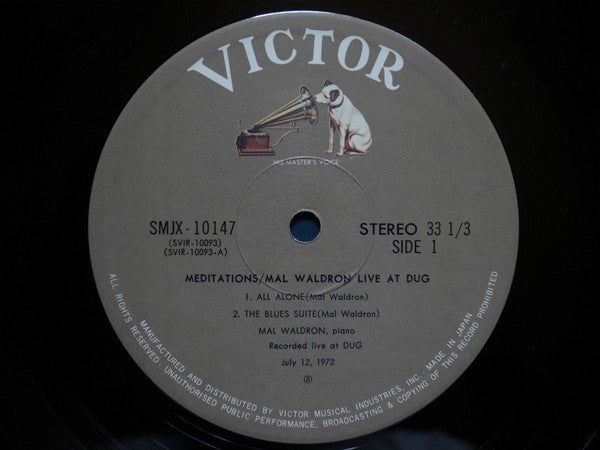 VICTOR
HIS MASTER'S VOICE
SMJX-10147
(SVIR-10093)
(SVIR-10093-A)
STEREO 33 1/3
SIDE 1
MEDITATIONS/MAL WALDRON LIVE AT DUG
1. ALL ALONE(Mal Waldron)
2. THE BLUES SUITE(Mal Waldron)
MAL WALDRON, piano
Recorded live at DUG
July 12, 1972
Ⓢ
ALL RIGHTS RESERVED. UNAUTHORISED PUBLIC PERFORMANCE, BROADCASTING & COPYING OF THIS RECORD PROHIBITED
MANUFACTURED AND DISTRIBUTED BY VICTOR MUSICAL INDUSTRIES, INC., MADE IN JAPAN